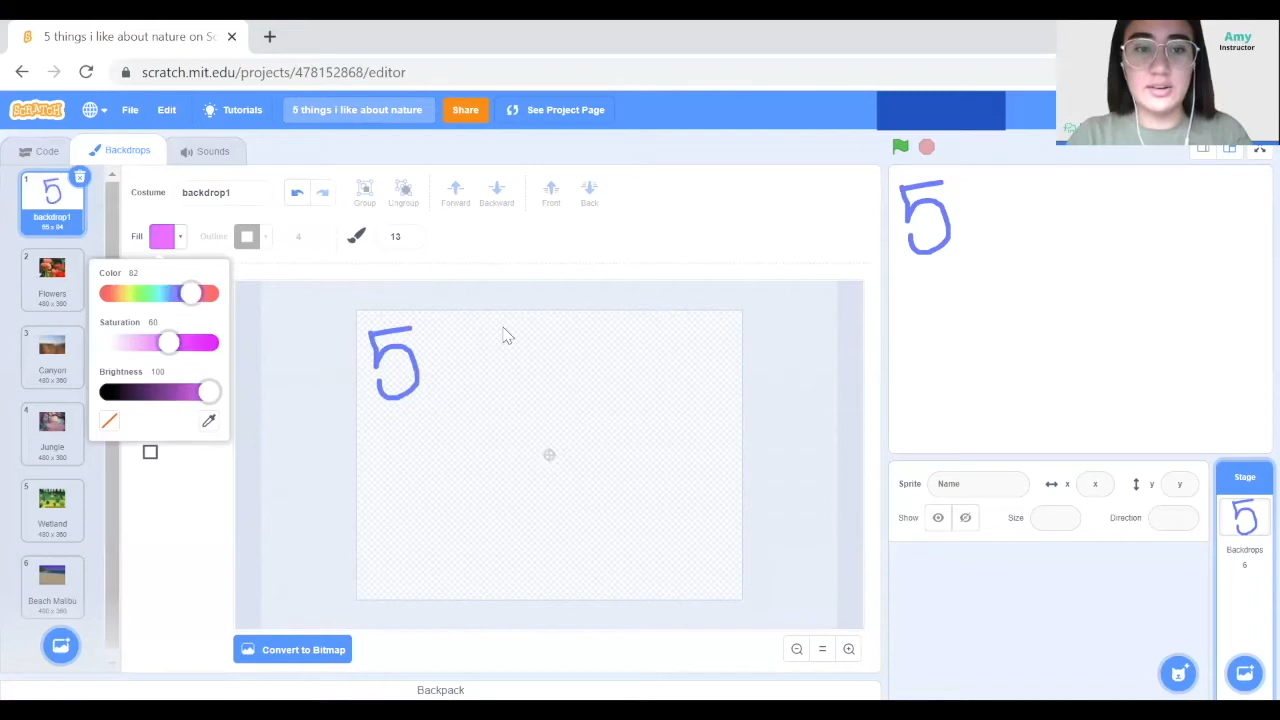 5 things i like about nature on Sc
scratch.mit.edu/projects/478152868/editor
Amy
Instructor
SCRATCH
File
Edit
Tutorials
5 things i like about nature
Share
See Project Page
Code
Backdrops
Sounds
1
5
backdrop1
65 x 94
Costume
backdrop1
Group
Ungroup
Forward
Backward
Front
Back
Fill
Outline
4
13
2
Flowers
480 x 360
3
Canyon
480 x 360
4
Jungle
480 x 360
5
Wetland
480 x 360
6
Beach Malibu
480 x 360
Color 82
Saturation 60
Brightness 100
5
Convert to Bitmap
Backpack
5
Sprite
Name
x
x
y
y
Show
Size
Direction
Stage
5
Backdrops
6